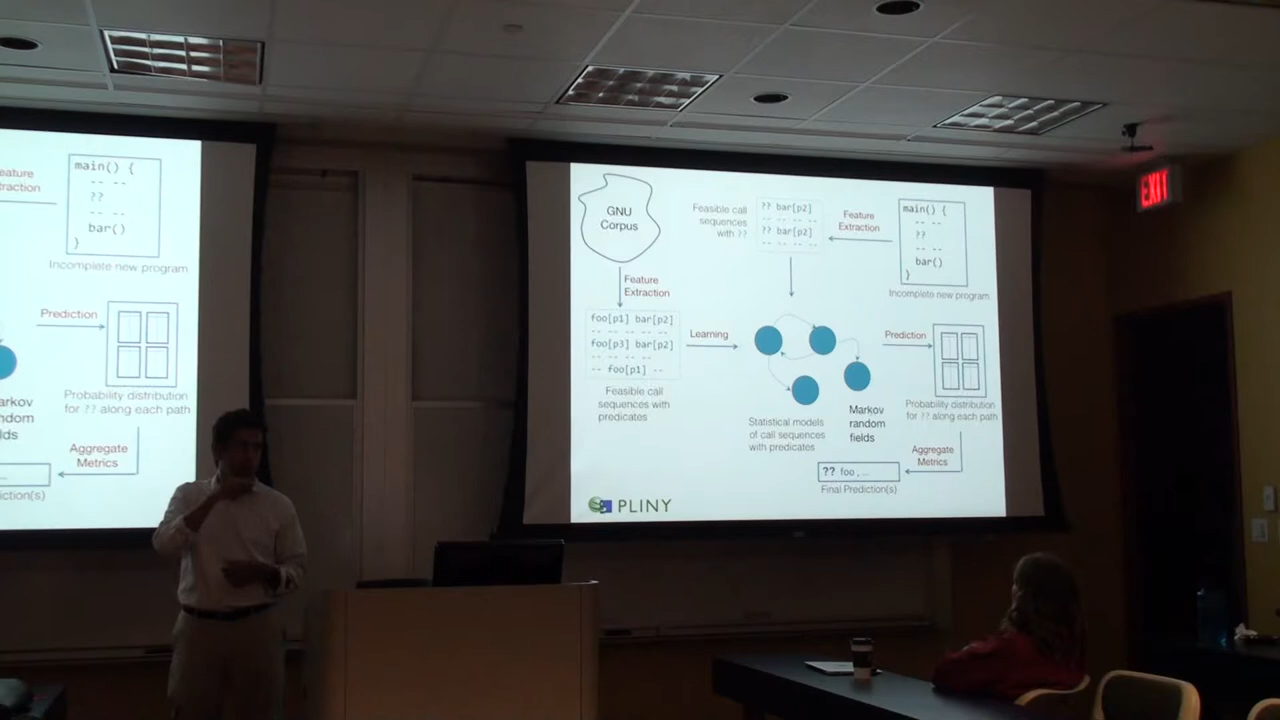 eature
raction
main() {
-- --
??
-- --
bar()
}
Incomplete new program
Prediction
Probability distribution
for ?? along each path
arkov
ndom
lds
Aggregate
Metrics
...
iction(s)
GNU
Corpus
Feature
Extraction
foo[p1] bar[p2]
-- -- -- -- --
foo[p3] bar[p2]
-- -- -- --
-- foo[p1] --
Feasible call
sequences with
predicates
Learning
Feasible call
sequences
with ??
?? bar[p2]
-- -- -- --
?? bar[p2]
-- -- -- --
Feature
Extraction
main() {
-- --
??
-- --
bar()
}
Incomplete new program
Statistical models
of call sequences
with predicates
Markov
random
fields
Prediction
Probability distribution
for ?? along each path
Aggregate
Metrics
?? foo, ...
Final Prediction(s)
PLINY
EXIT